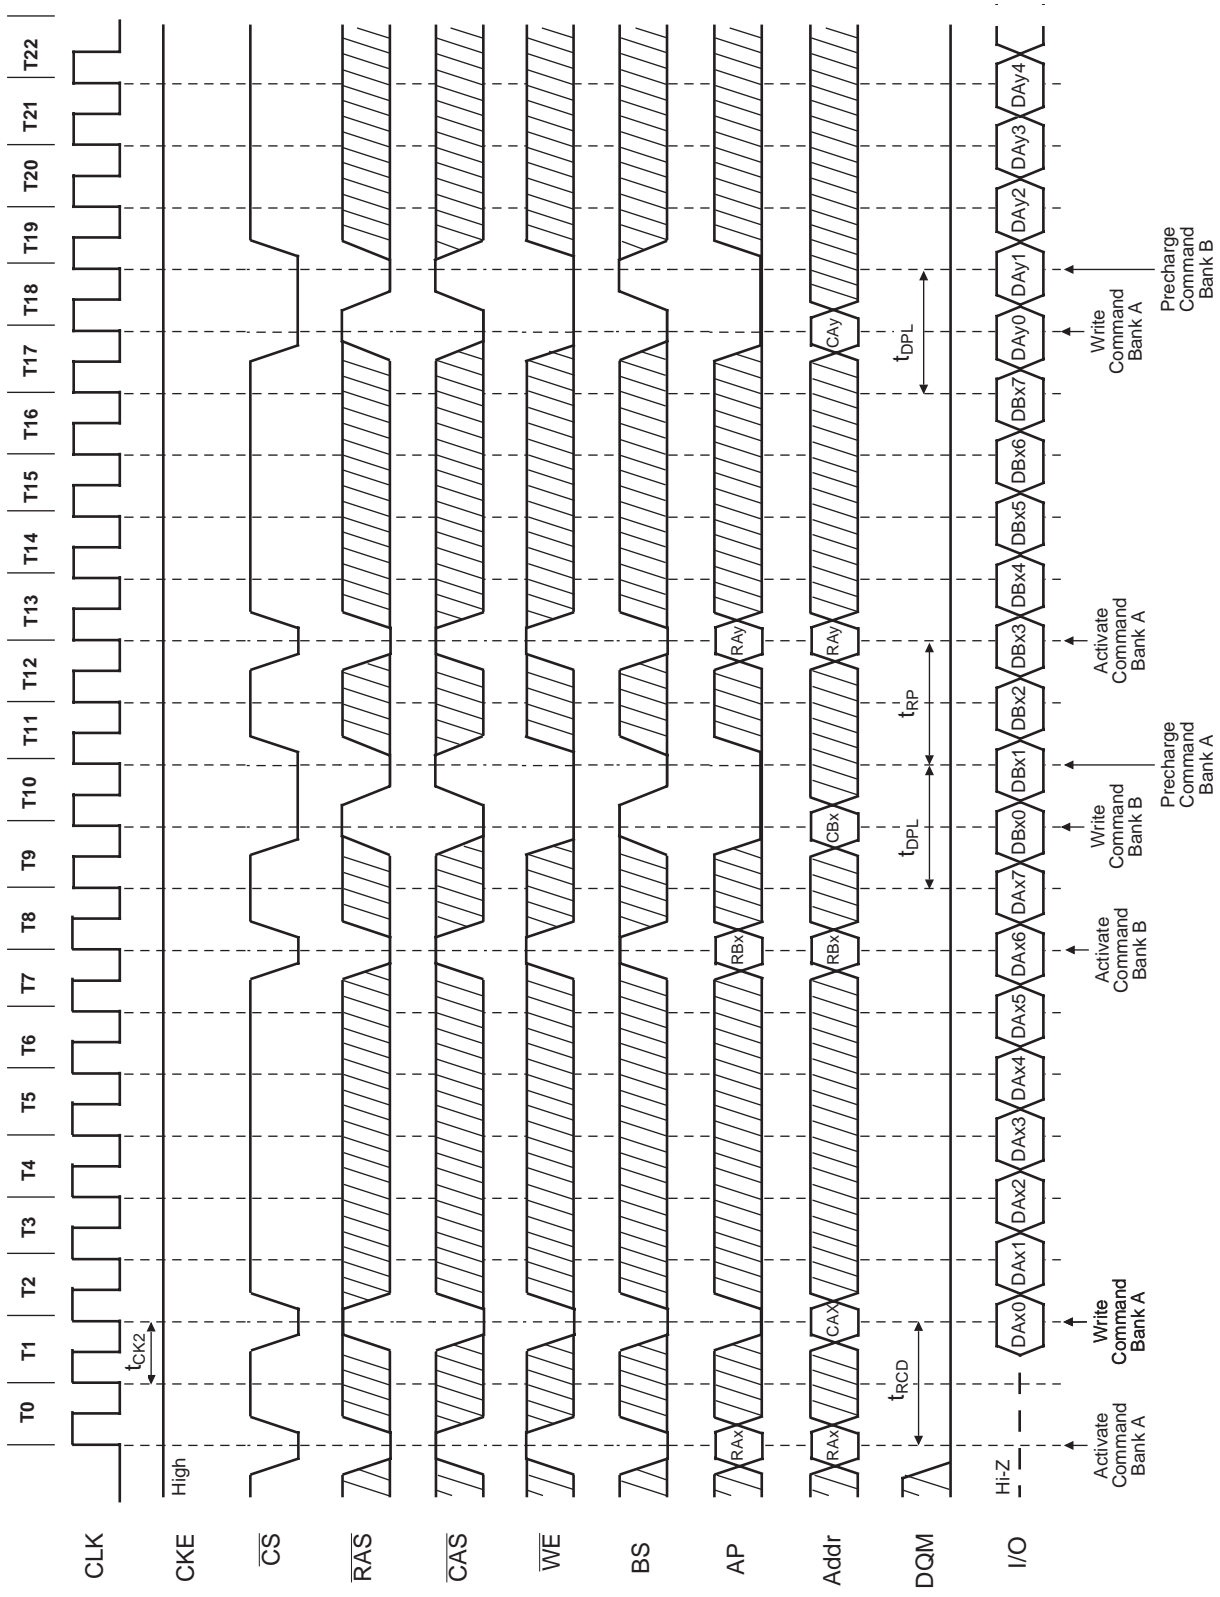 T0 T1 T2 T3 T4 T5 T6 T7 T8 T9 T10 T11 T12 T13 T14 T15 T16 T17 T18 T19 T20 T21 T22
CLK
tCK2
CKE
High
CS
RAS
CAS
WE
BS
AP
RAx RBx RAy
Addr
RAx CAX RBx CBx RAy CAy
DQM
tRCD tDPL tRP tDPL
I/O
Hi-Z
DAx0 DAx1 DAx2 DAx3 DAx4 DAx5 DAx6 DAx7 DBx0 DBx1 DBx2 DBx3 DBx4 DBx5 DBx6 DBx7 DAy0 DAy1 DAy2 DAy3 DAy4
Activate
Command
Bank A
Write
Command
Bank A
Activate
Command
Bank B
Write
Command
Bank B
Precharge
Command
Bank A
Activate
Command
Bank A
Write
Command
Bank A
Precharge
Command
Bank B